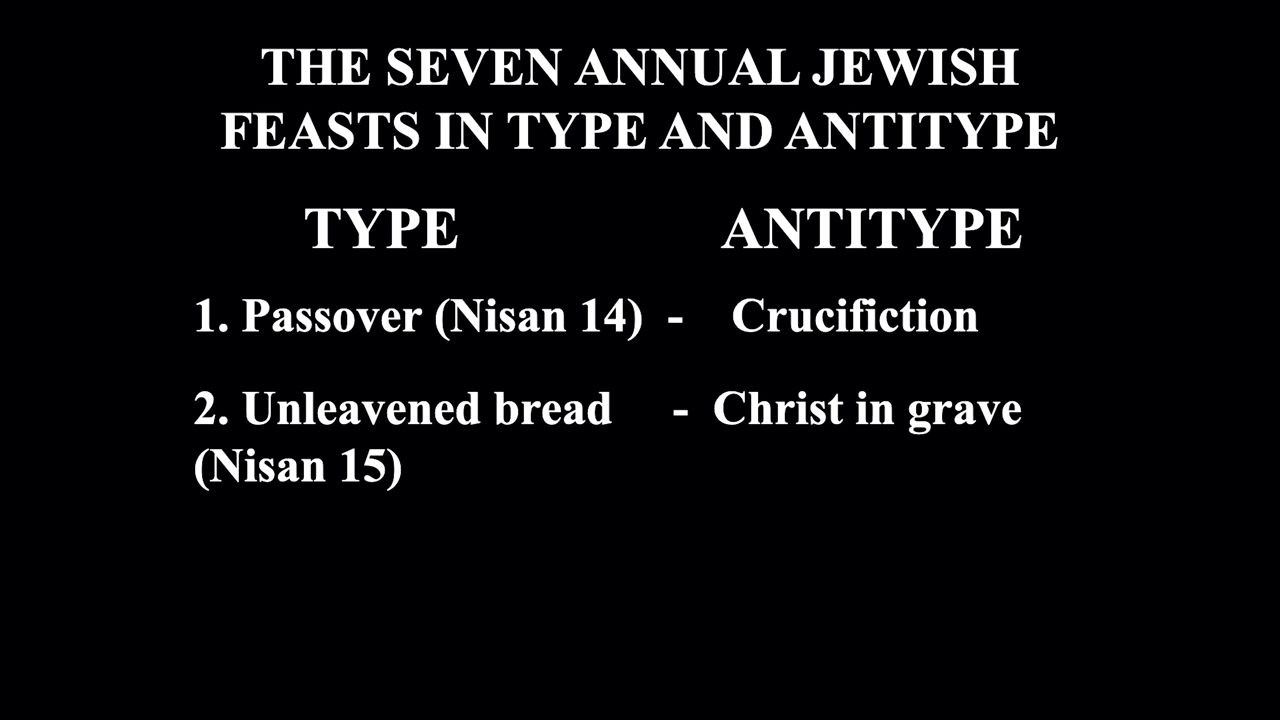 THE SEVEN ANNUAL JEWISH
FEASTS IN TYPE AND ANTITYPE
TYPE ANTITYPE
1. Passover (Nisan 14) - Crucifiction
2. Unleavened bread - Christ in grave
(Nisan 15)